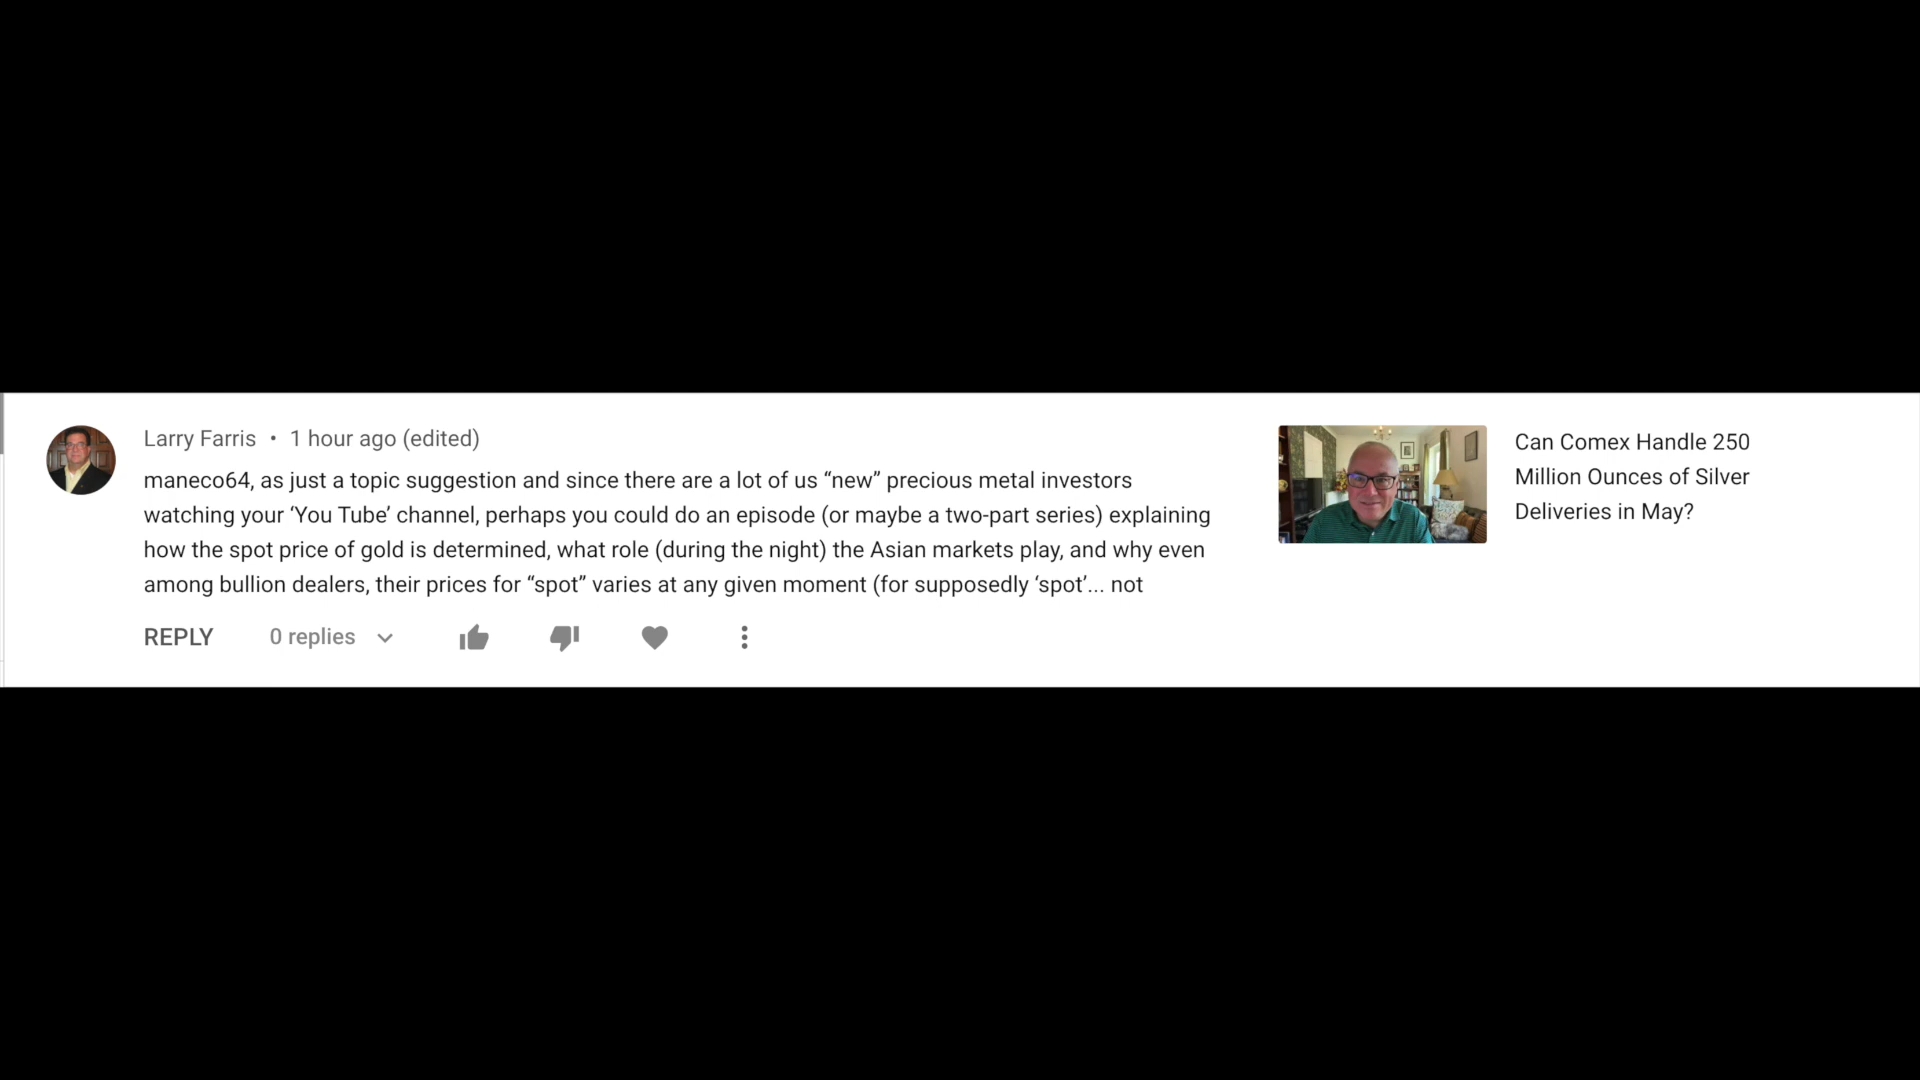 Larry Farris • 1 hour ago (edited)
maneco64, as just a topic suggestion and since there are a lot of us “new” precious metal investors
watching your ‘You Tube’ channel, perhaps you could do an episode (or maybe a two-part series) explaining
how the spot price of gold is determined, what role (during the night) the Asian markets play, and why even
among bullion dealers, their prices for “spot” varies at any given moment (for supposedly ‘spot’... not
REPLY 0 replies
Can Comex Handle 250
Million Ounces of Silver
Deliveries in May?